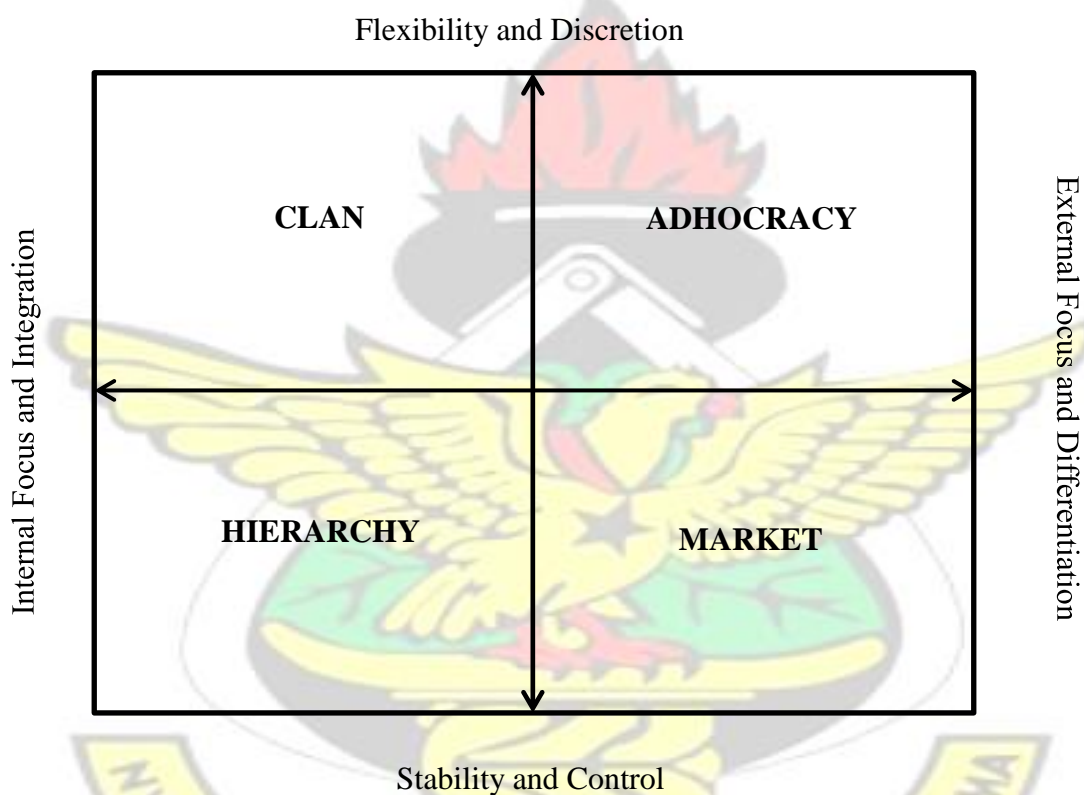 Flexibility and Discretion
CLAN
ADHOCRACY
Internal Focus and Integration
External Focus and Differentiation
HIERARCHY
MARKET
Stability and Control